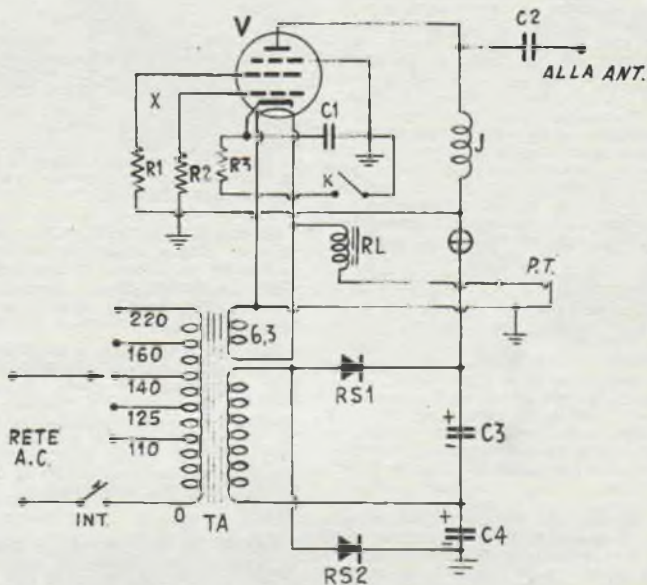 V
C2
ALLA ANT.
X
C1
J
R1
R2
R3
K
RL
P.T.
220
6,3
160
140
RS1
125
+
C3
-
RETE
A.C.
110
INT.
0
TA
+
C4
-
RS2